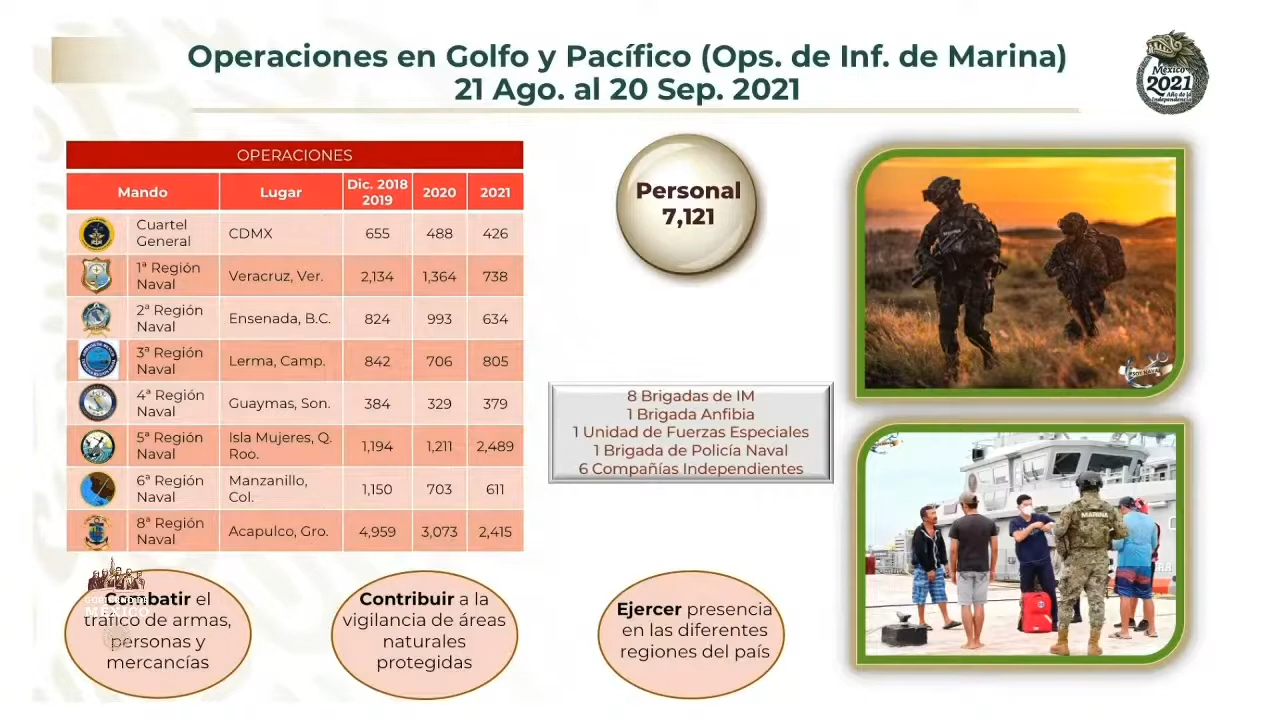 Operaciones en Golfo y Pacífico (Ops. de Inf. de Marina)
21 Ago. al 20 Sep. 2021
México
2021
Año de la
Independencia
OPERACIONES
Mando Lugar Dic. 2018 2019 2020 2021
Cuartel General CDMX 655 488 426
1ª Región Naval Veracruz, Ver. 2,134 1,364 738
2ª Región Naval Ensenada, B.C. 824 993 634
3ª Región Naval Lerma, Camp. 842 706 805
4ª Región Naval Guaymas, Son. 384 329 379
5ª Región Naval Isla Mujeres, Q. Roo. 1,194 1,211 2,489
6ª Región Naval Manzanillo, Col. 1,150 703 611
8ª Región Naval Acapulco, Gro. 4,959 3,073 2,415
Personal
7,121
8 Brigadas de IM
1 Brigada Anfibia
1 Unidad de Fuerzas Especiales
1 Brigada de Policía Naval
6 Compañías Independientes
Combatir el
tráfico de armas,
personas y
mercancías
GOBIERNO DE
MÉXICO
Contribuir a la
vigilancia de áreas
naturales
protegidas
Ejercer presencia
en las diferentes
regiones del país
MARINA